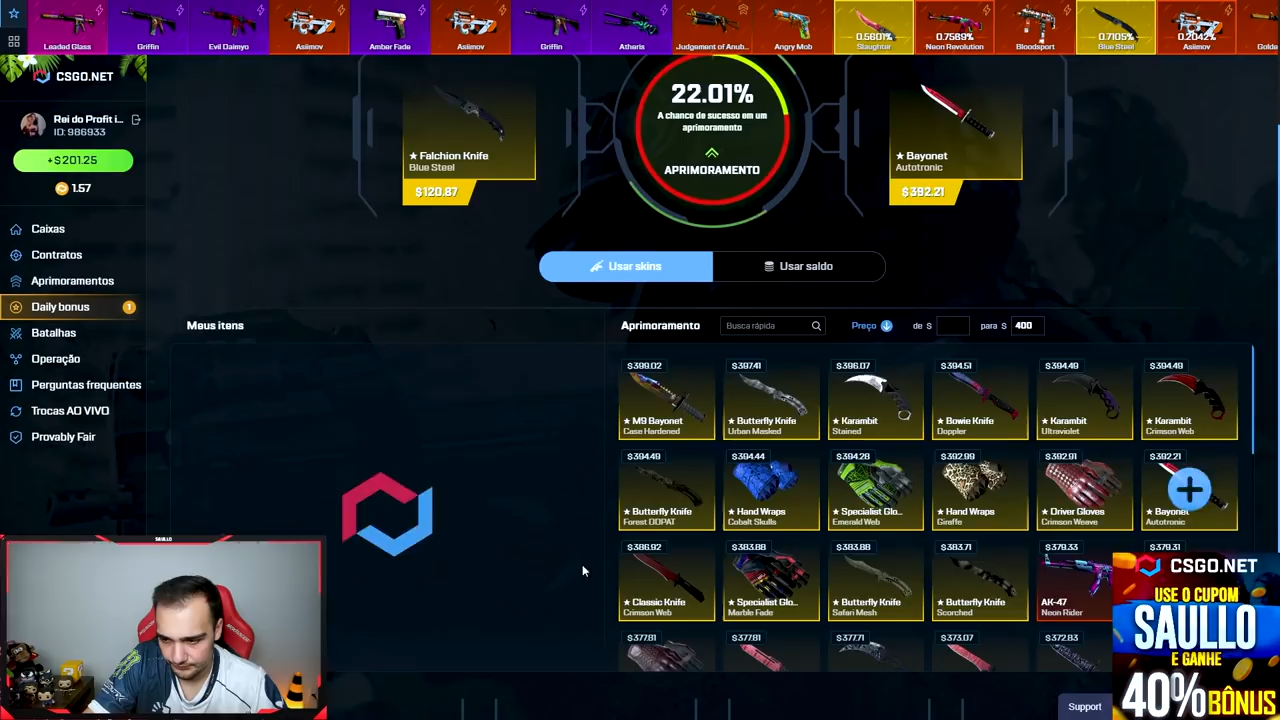 Leaded Glass
Griffin
Evil Daimyo
Asiimov
Amber Fade
Asiimov
Griffin
Atheris
Judgement of Anub...
Angry Mob
0.5601%
Slaughter
0.7589%
Neon Revolution
Bloodsport
0.7105%
Blue Steel
0.2042%
Asiimov
CSGO.NET
Rei do Profit i...
ID: 986933
+$201.25
1.57
Caixas
Contratos
Aprimoramentos
Daily bonus
1
Batalhas
Operação
Perguntas frequentes
Trocas AO VIVO
Provably Fair
★ Falchion Knife
Blue Steel
$120.87
22.01%
A chance de sucesso em um
aprimoramento
APRIMORAMENTO
★ Bayonet
Autotronic
$392.21
Usar skins
Usar saldo
Meus itens
Aprimoramento
Busca rápida
Preço
de $
para $
400
$399.02
★ M9 Bayonet
Case Hardened
$397.41
★ Butterfly Knife
Urban Masked
$396.07
★ Karambit
Stained
$394.51
★ Bowie Knife
Doppler
$394.49
★ Karambit
Ultraviolet
$394.49
★ Karambit
Crimson Web
$394.49
★ Butterfly Knife
Forest DDPAT
$394.44
★ Hand Wraps
Cobalt Skulls
$394.28
★ Specialist Glo...
Emerald Web
$392.99
★ Hand Wraps
Giraffe
$392.91
★ Driver Gloves
Crimson Weave
$392.21
★ Bayonet
Autotronic
$386.92
★ Classic Knife
Crimson Web
$383.88
★ Specialist Glo...
Marble Fade
$383.88
★ Butterfly Knife
Safari Mesh
$383.71
★ Butterfly Knife
Scorched
$379.33
AK-47
Neon Rider
$379.31
$377.81
$377.81
$377.71
$373.07
$372.83
SAULLO
CSGO.NET
USE O CUPOM
SAULLO
E GANHE
40% BÔNUS
Support